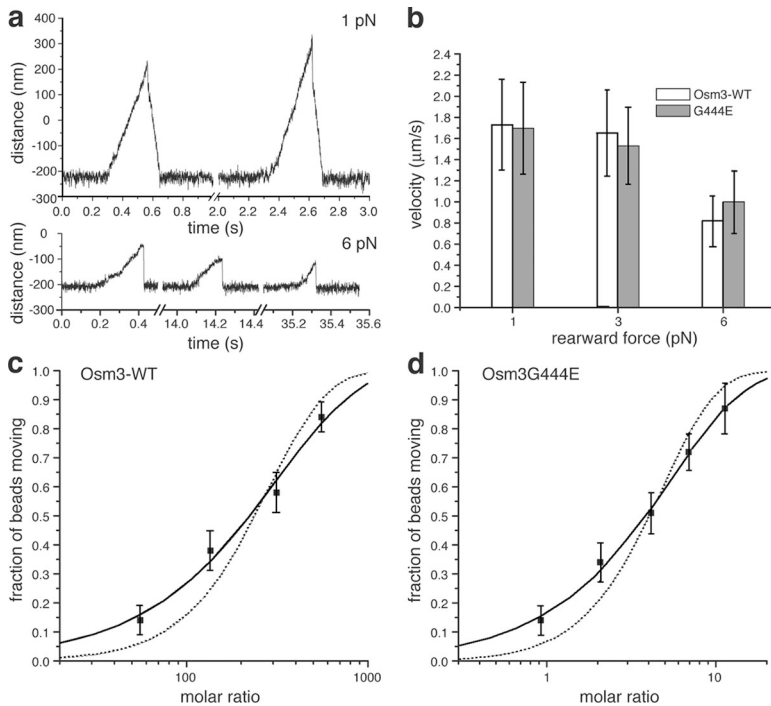 a
1 pN
400
300
200
100
0
-100
-200
-300
distance (nm)
0.0 0.2 0.4 0.6 0.8 2.0 2.2 2.4 2.6 2.8 3.0
time (s)
6 pN
0
-100
-200
-300
distance (nm)
0.0 0.2 0.4 14.0 14.2 14.4 35.2 35.4 35.6
time (s)
b
2.4
2.2
2.0
1.8
1.6
1.4
1.2
1.0
0.8
0.6
0.4
0.2
0.0
velocity (μm/s)
Osm3-WT
G444E
1 3 6
rearward force (pN)
c
Osm3-WT
1.0
0.9
0.8
0.7
0.6
0.5
0.4
0.3
0.2
0.1
0.0
fraction of beads moving
100 1000
molar ratio
d
Osm3G444E
1.0
0.9
0.8
0.7
0.6
0.5
0.4
0.3
0.2
0.1
0.0
fraction of beads moving
1 10
molar ratio